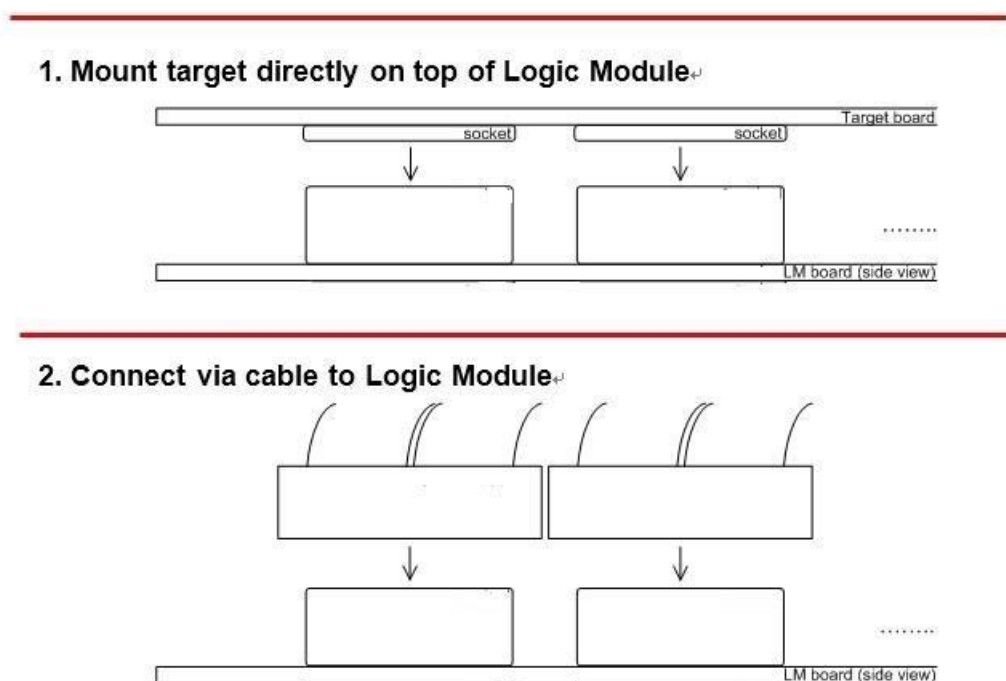 1. Mount target directly on top of Logic Module↵
Target board
socket socket
........
LM board (side view)
2. Connect via cable to Logic Module↵
........
LM board (side view)